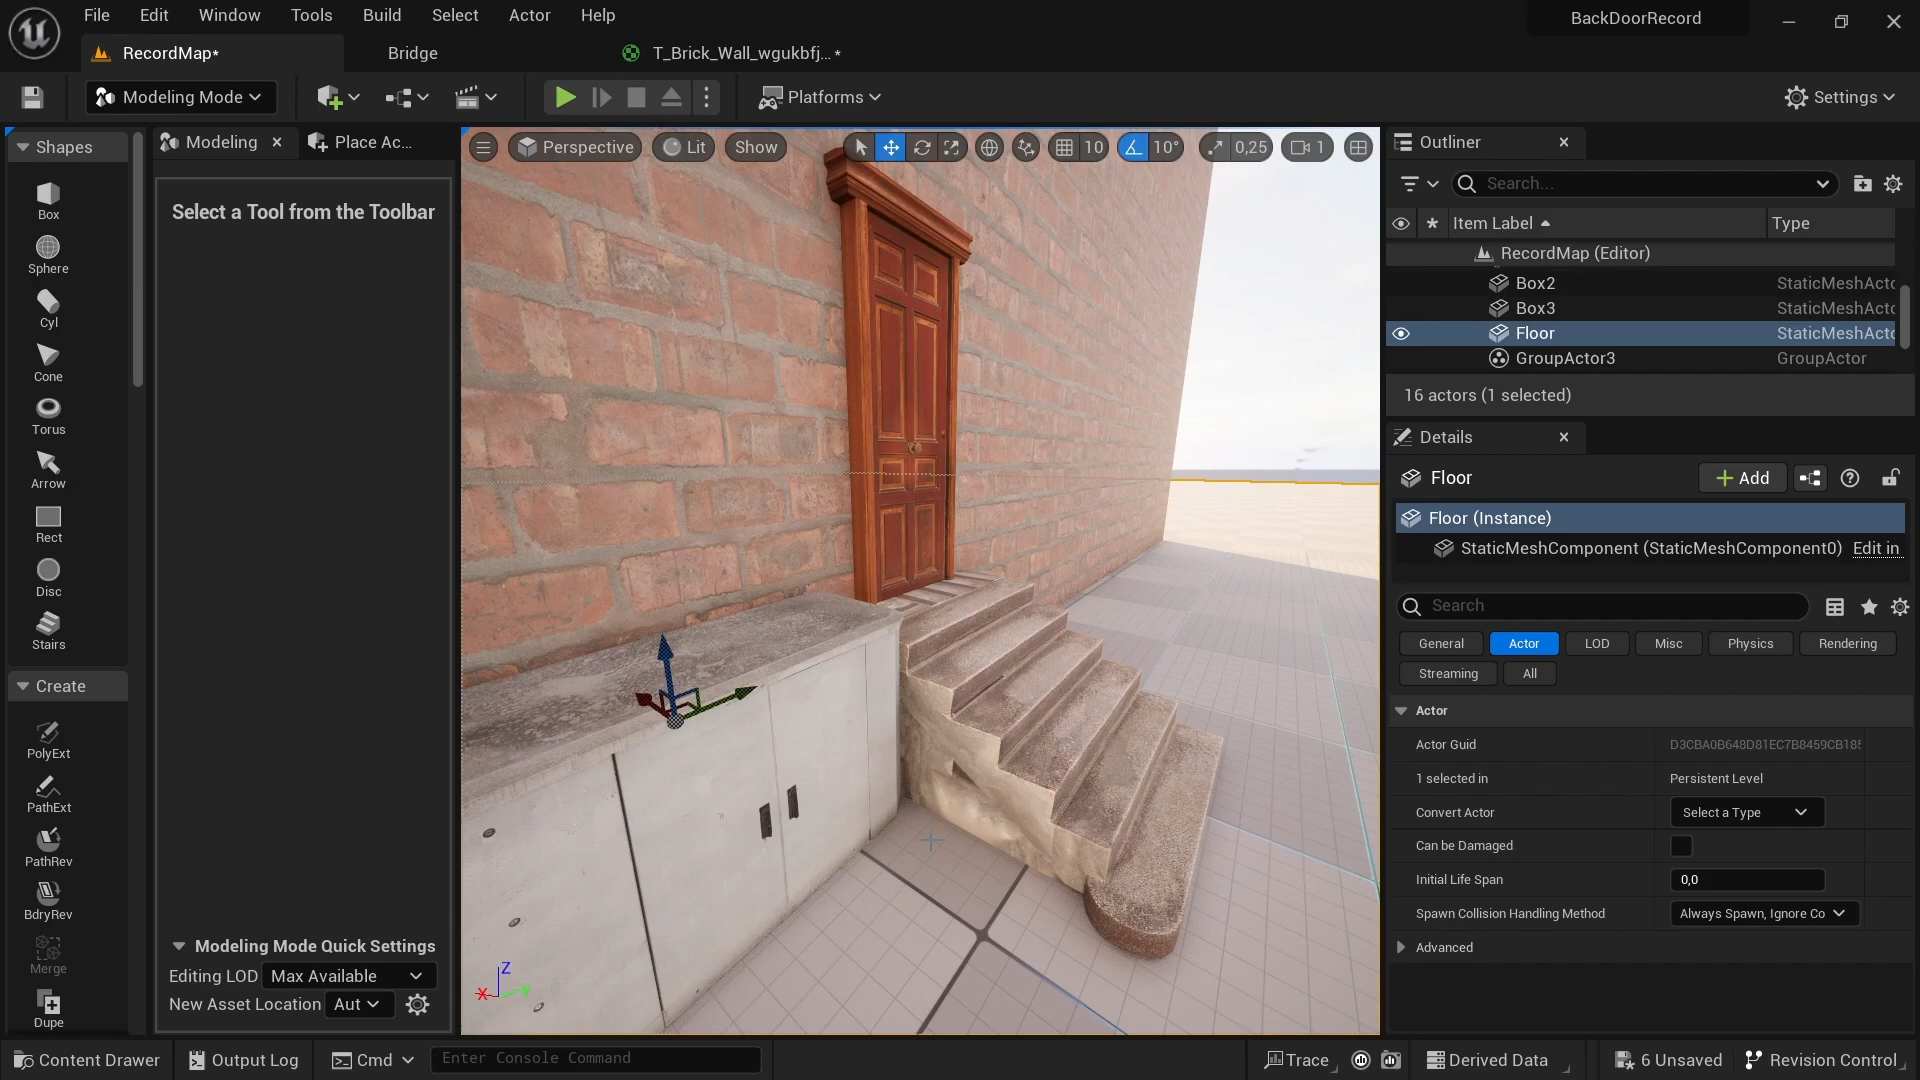 File Edit Window Tools Build Select Actor Help
BackDoorRecord
RecordMap*
Bridge
T_Brick_Wall_wgukbfj... *
Modeling Mode
Platforms
Settings
Shapes
Box
Sphere
Cyl
Cone
Torus
Arrow
Rect
Disc
Stairs
Create
PolyExt
PathExt
PathRev
BdryRev
Merge
Dupe
Modeling
Place Ac...
Select a Tool from the Toolbar
Modeling Mode Quick Settings
Editing LOD Max Available
New Asset Location Aut
Perspective Lit Show 10 10° 0,25 1
X Z Y
Outliner
Search...
Item Label Type
RecordMap (Editor)
Box2 StaticMeshActo
Box3 StaticMeshActo
Floor StaticMeshActo
GroupActor3 GroupActor
16 actors (1 selected)
Details
Floor
Add
Floor (Instance)
StaticMeshComponent (StaticMeshComponent0) Edit in
Search
General Actor LOD Misc Physics Rendering
Streaming All
Actor
Actor Guid
1 selected in Persistent Level
Convert Actor Select a Type
Can be Damaged
Initial Life Span 0,0
Spawn Collision Handling Method Always Spawn, Ignore Co
Advanced
Content Drawer Output Log Cmd Enter Console Command Trace Derived Data 6 Unsaved Revision Control